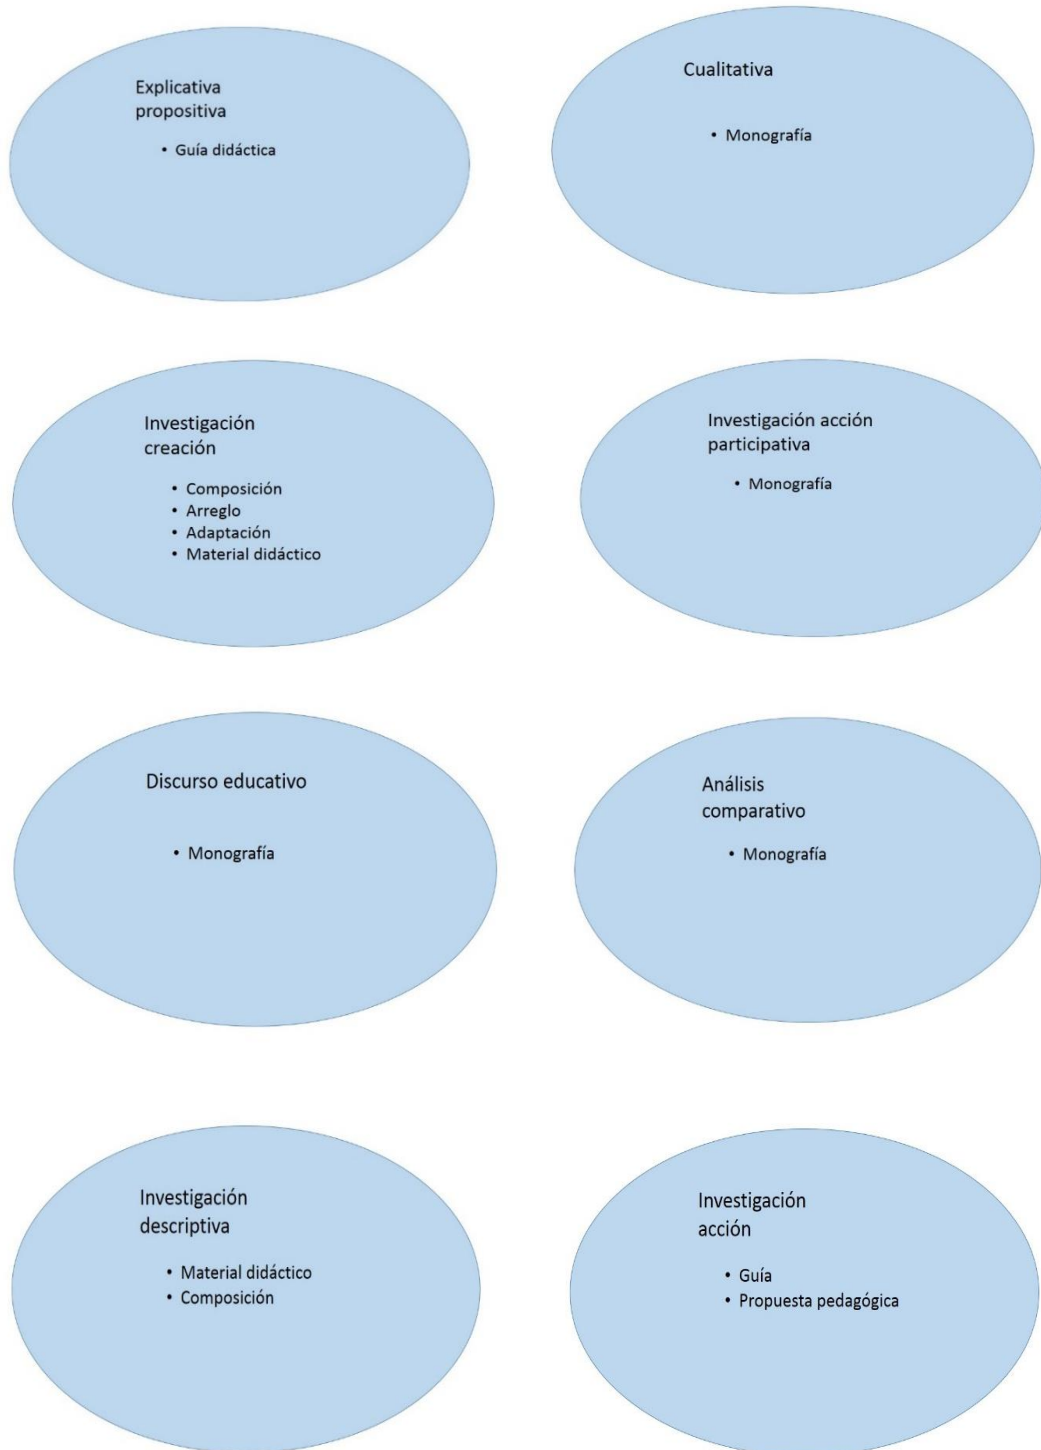 Explicativa
propositiva
• Guía didáctica
Cualitativa
• Monografía
Investigación
creación
• Composición
• Arreglo
• Adaptación
• Material didáctico
Investigación acción
participativa
• Monografía
Discurso educativo
• Monografía
Análisis
comparativo
• Monografía
Investigación
descriptiva
• Material didáctico
• Composición
Investigación
acción
• Guía
• Propuesta pedagógica